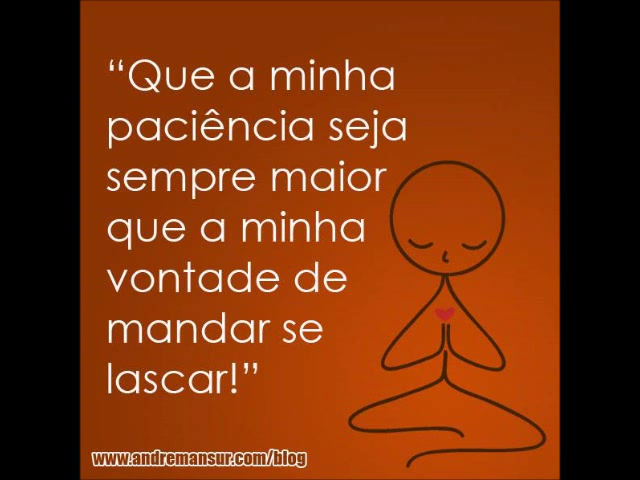 “Que a minha
paciência seja
sempre maior
que a minha
vontade de
mandar se
lascar!”
www.andremansur.com/blog